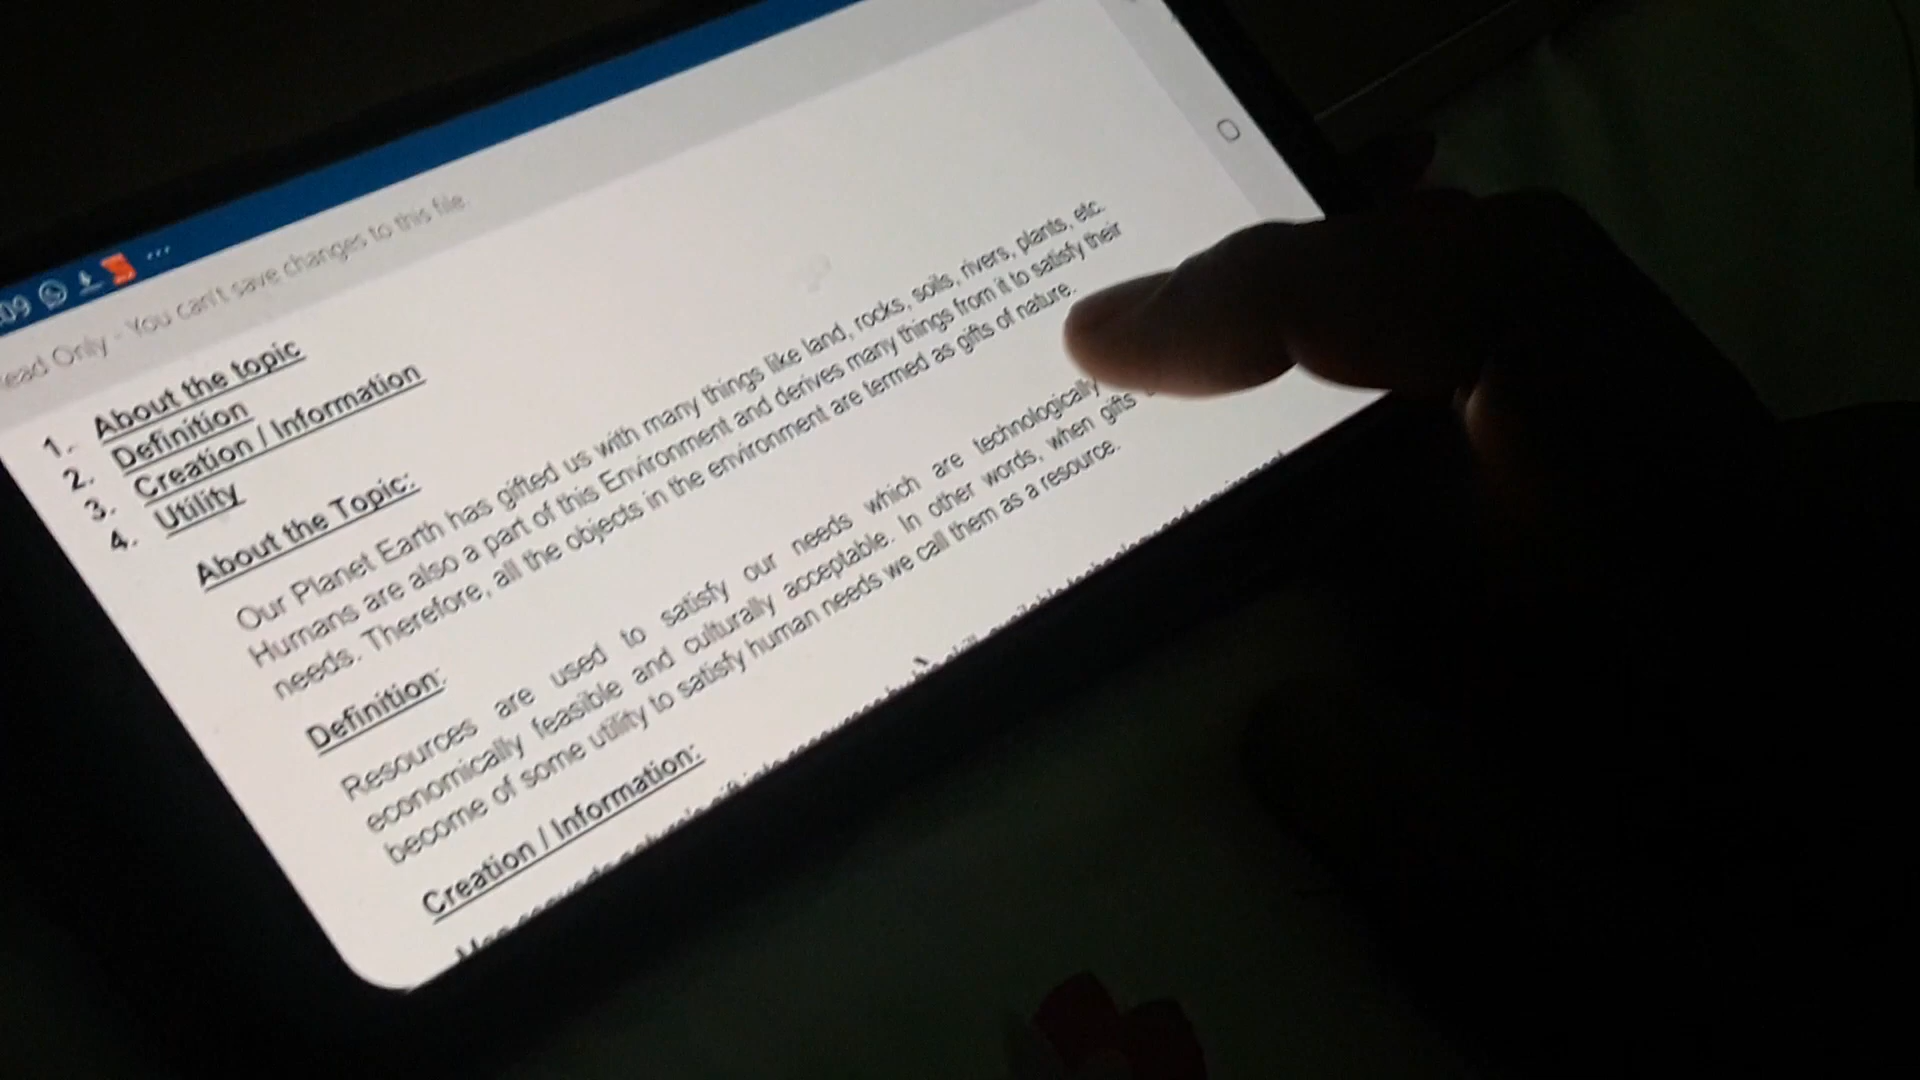 09 ...
ead Only - You can't save changes to this file.
1. About the topic
2. Definition
3. Creation / Information
4. Utility
About the Topic:
Our Planet Earth has gifted us with many things like land, rocks, soils, rivers, plants, etc.
Humans are also a part of this Environment and derives many things from it to satisfy their
needs. Therefore, all the objects in the environment are termed as gifts of nature.
Definition:
Resources are used to satisfy our needs which are technologically
economically feasible and culturally acceptable. In other words, when gifts
become of some utility to satisfy human needs we call them as a resource.
Creation / Information: